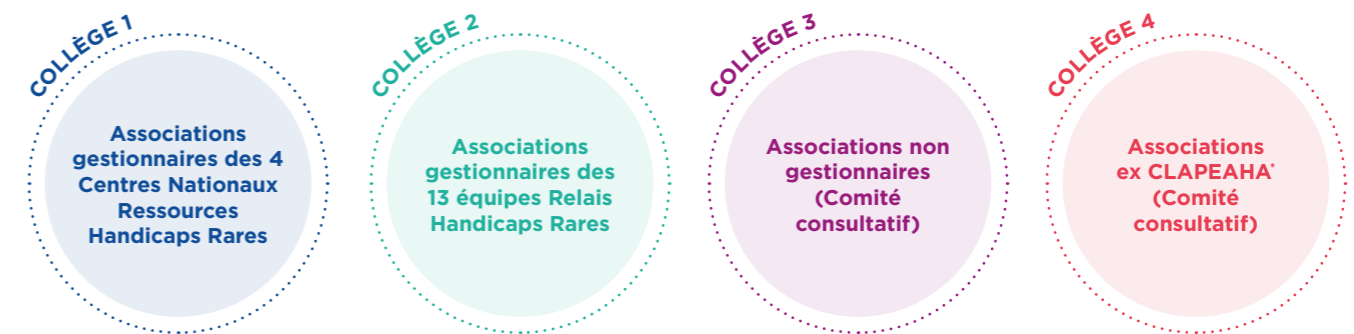 COLLÈGE 1
Associations
gestionnaires des 4
Centres Nationaux
Ressources
Handicaps Rares
COLLÈGE 2
Associations
gestionnaires des
13 équipes Relais
Handicaps Rares
COLLÈGE 3
Associations non
gestionnaires
(Comité
consultatif)
COLLÈGE 4
Associations
ex CLAPEAHA*
(Comité
consultatif)